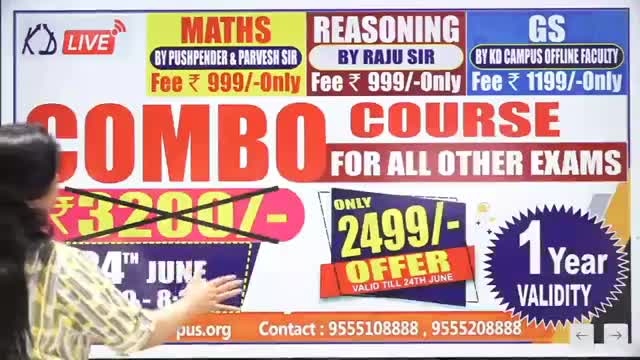 KD LIVE
MATHS
BY PUSHPENDER & PARVESH SIR
Fee ₹ 999/-Only
REASONING
BY RAJU SIR
Fee ₹ 999/-Only
GS
BY KD CAMPUS OFFLINE FACULTY
Fee ₹ 1199/-Only
COMBO COURSE
FOR ALL OTHER EXAMS
₹3200/-
ONLY
2499/-
OFFER
VALID TILL 24TH JUNE
1 Year
VALIDITY
4TH JUNE
pus.org Contact : 9555108888 , 9555208888